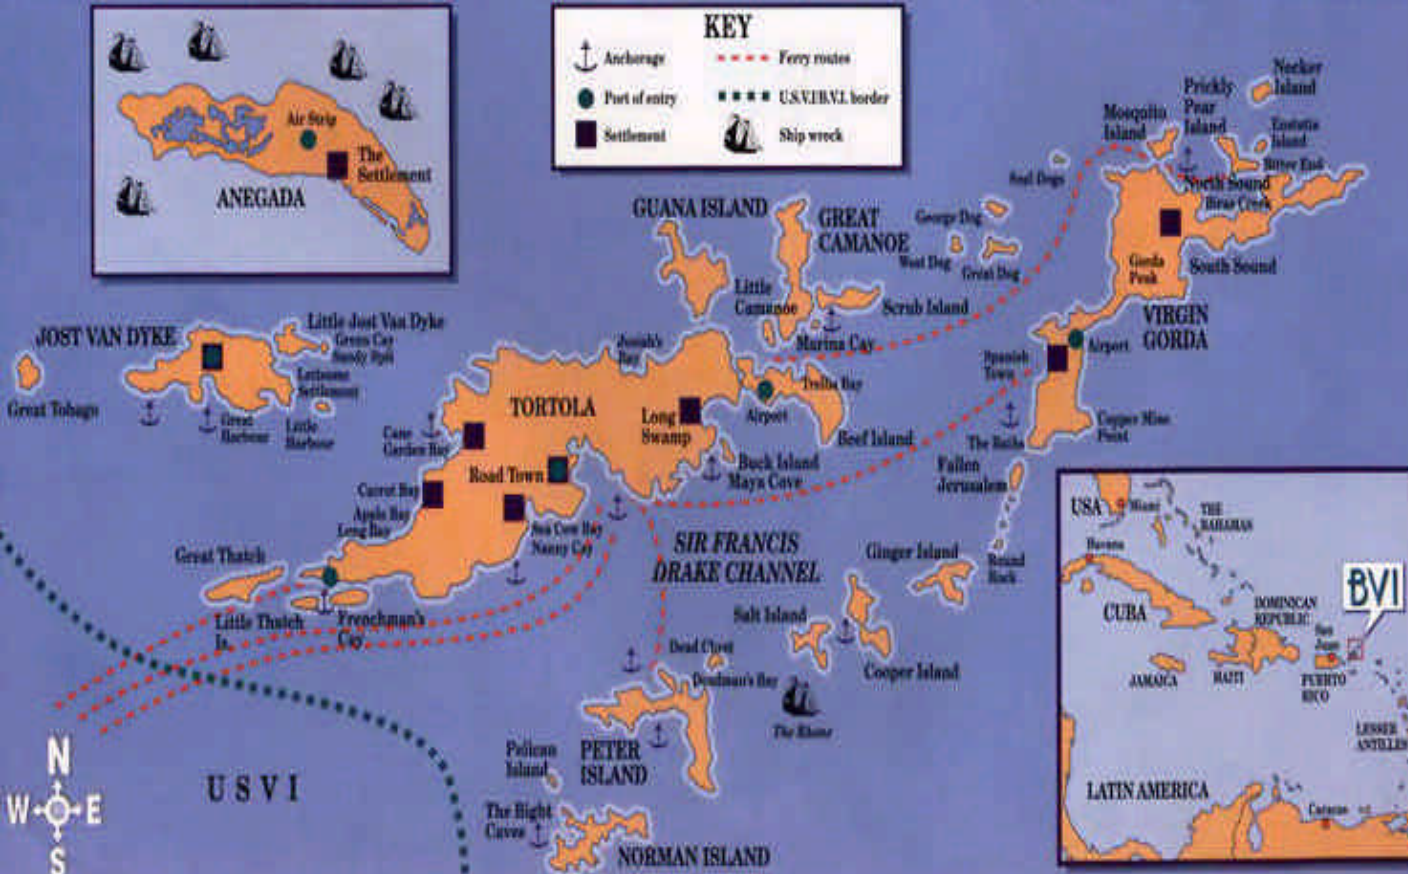 KEY
Anchorage
Ferry routes
Port of entry
U.S.V.I/B.V.I. border
Settlement
Ship wreck
Air Strip
The
Settlement
ANEGADA
Necker
Island
Prickly
Pear
Island
Mosquito
Island
Eustatia
Island
Bitter End
North Sound
Biras Creek
Seal Dogs
George Dog
West Dog
Great Dog
GUANA ISLAND
GREAT
CAMANOE
Little
Camanoe
Scrub Island
Marina Cay
Gorda
Peak
South Sound
VIRGIN
GORDA
Airport
Spanish
Town
The Baths
Copper Mine
Point
Fallen
Jerusalem
Round
Rock
JOST VAN DYKE
Little Jost Van Dyke
Green Cay
Sandy Spit
Great Tobago
Great
Harbour
Little
Harbour
Josiah's
Bay
TORTOLA
Long
Swamp
Airport
Trellis Bay
Beef Island
Buck Island
Maya Cove
Cane
Garden Bay
Road Town
Carrot Bay
Apple Bay
Long Bay
Sea Cow Bay
Nanny Cay
Great Thatch
Little Thatch
Is.
Frenchman's
Cay
SIR FRANCIS
DRAKE CHANNEL
Ginger Island
Salt Island
Cooper Island
Dead Chest
Deadman's Bay
The Rhone
PETER
ISLAND
Pelican
Island
The Bight
Caves
NORMAN ISLAND
USVI
N
W E
S
USA
Miami
THE
BAHAMAS
Havana
CUBA
DOMINICAN
REPUBLIC
San
Juan
BVI
JAMAICA
HAITI
PUERTO
RICO
LESSER
ANTILLES
LATIN AMERICA
Caracas